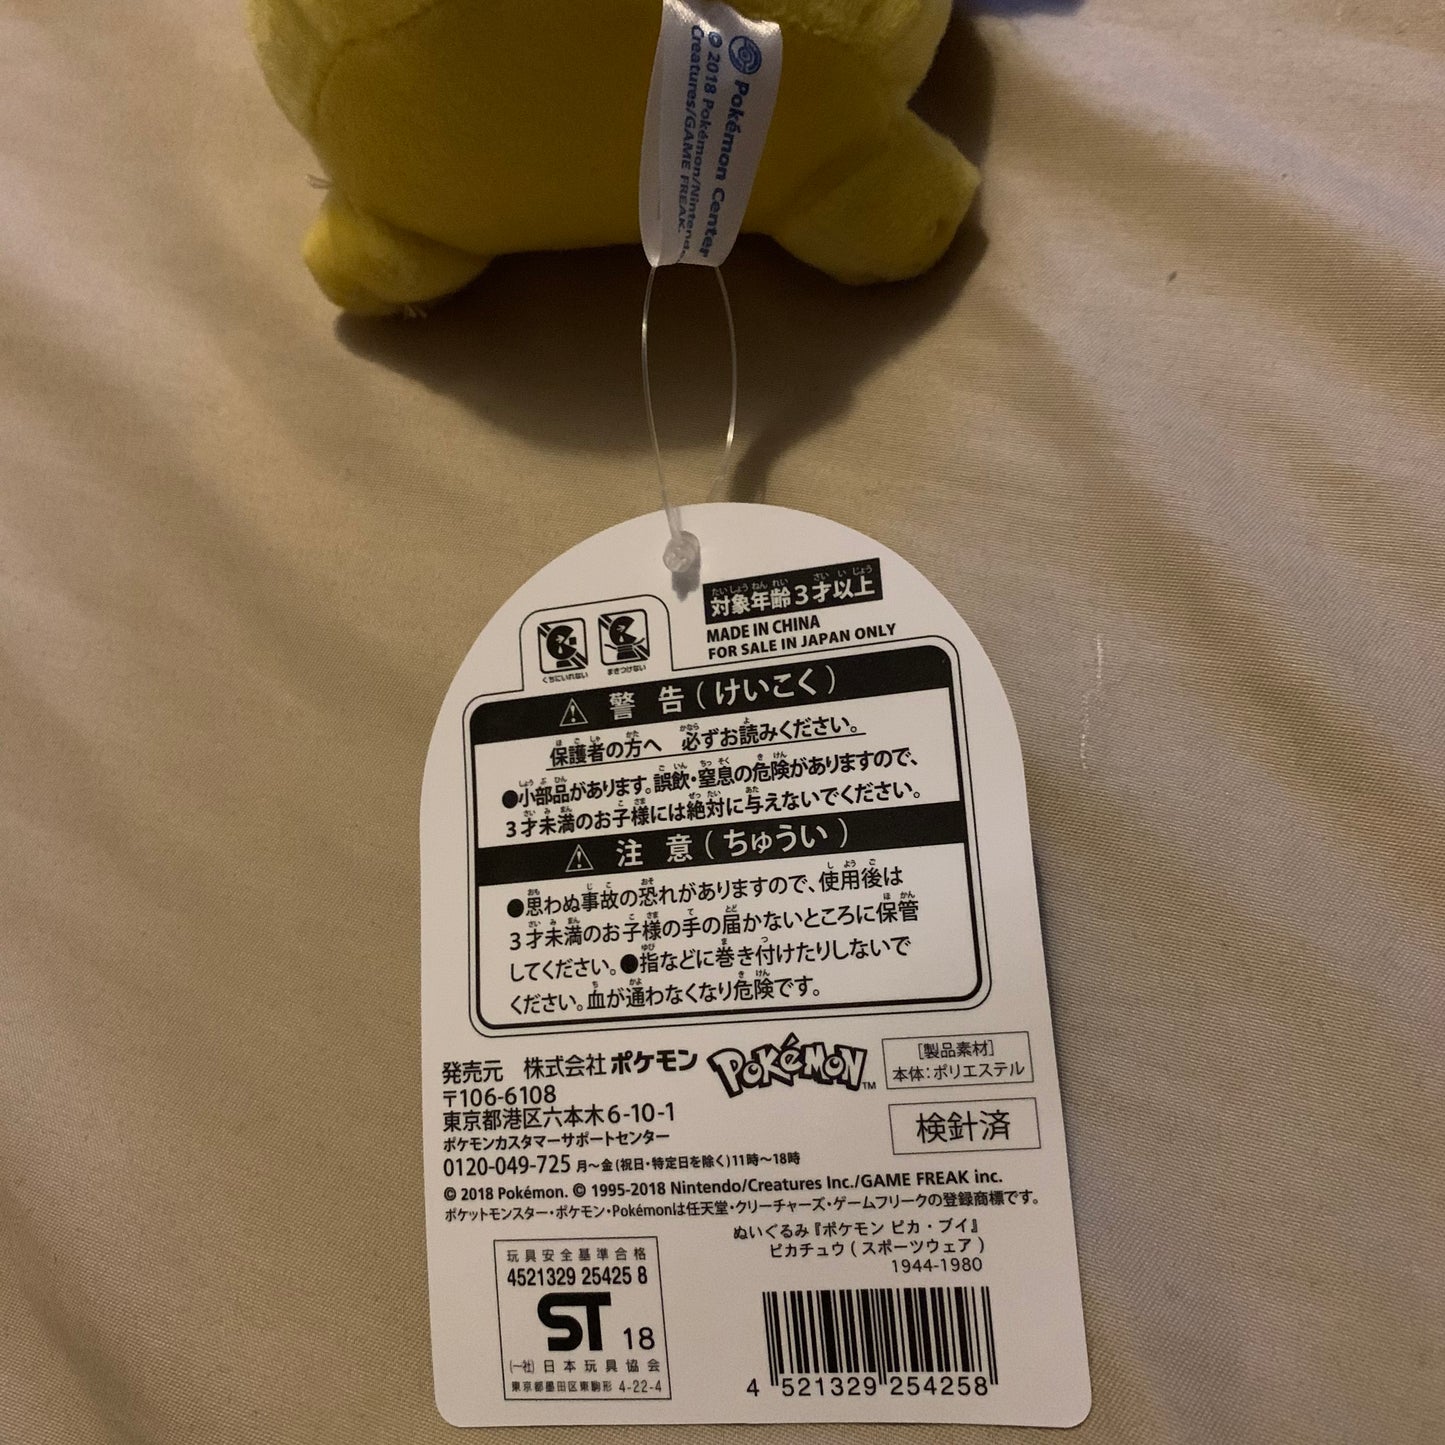 Pokémon Center
© 2018 Pokémon/Nintendo
Creatures/GAME FREAK.
対象年齢3才以上
MADE IN CHINA
FOR SALE IN JAPAN ONLY
くちにいれない
まきつけない
警告(けいこく)
保護者の方へ 必ずお読みください。
●小部品があります。誤飲・窒息の危険がありますので、
3才未満のお子様には絶対に与えないでください。
注意(ちゅうい)
●思わぬ事故の恐れがありますので、使用後は
3才未満のお子様の手の届かないところに保管
してください。●指などに巻き付けたりしないで
ください。血が通わなくなり危険です。
発売元 株式会社ポケモン POKéMON TM
〒106-6108
東京都港区六本木6-10-1
ポケモンカスタマーサポートセンター
0120-049-725 月〜金(祝日・特定日を除く)11時〜18時
[製品素材]
本体:ポリエステル
検針済
© 2018 Pokémon. © 1995-2018 Nintendo/Creatures Inc./GAME FREAK inc.
ポケットモンスター・ポケモン・Pokémonは任天堂・クリーチャーズ・ゲームフリークの登録商標です。
ぬいぐるみ『ポケモン ピカ・ブイ』
ピカチュウ(スポーツウェア)
1944-1980
玩具安全基準合格
4521329 25425 8
ST 18
(一社)日本玩具協会
東京都墨田区東駒形 4-22-4
4 521329 254258